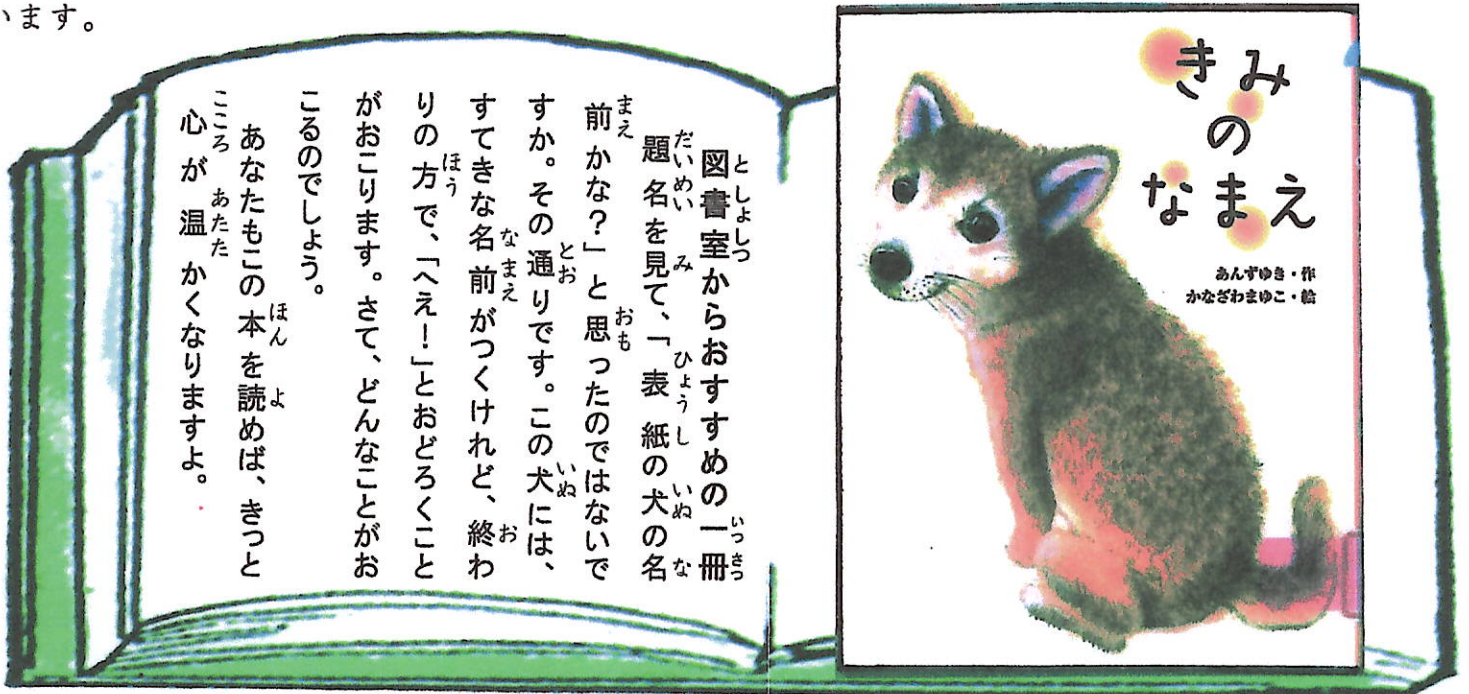 います。
きみ
の
なまえ
あんずゆき・作
かなざわまゆこ・絵
図書室からおすすめの一冊
題名を見て、「表紙の犬の名
前かな?」と思ったのではないで
すか。その通りです。この犬には、
すてきな名前がつくけれど、終わ
りの方で、「へえ!」とおどろくこと
がおこります。さて、どんなことがお
こるのでしょう。
あなたもこの本を読めば、きっと
心が温かくなりますよ。